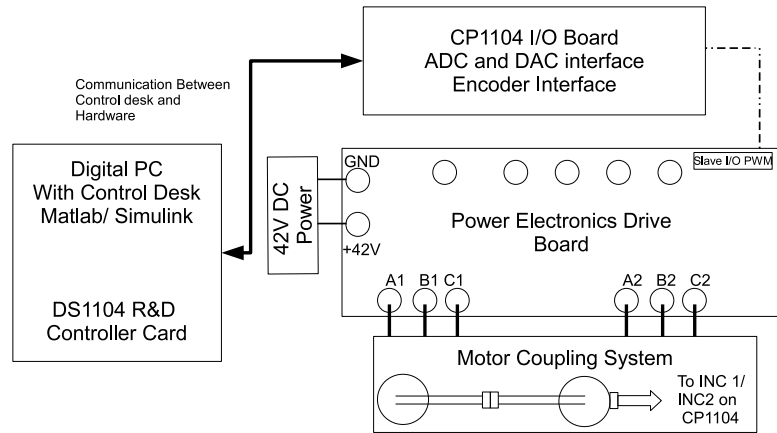 CP1104 I/O Board
ADC and DAC interface
Encoder Interface
Communication Between
Control desk and
Hardware
Digital PC
With Control Desk
Matlab/ Simulink
DS1104 R&D
Controller Card
42V DC
Power
GND
+42V
Slave I/O PWM
Power Electronics Drive
Board
A1
B1
C1
A2
B2
C2
Motor Coupling System
To INC 1/
INC2 on
CP1104